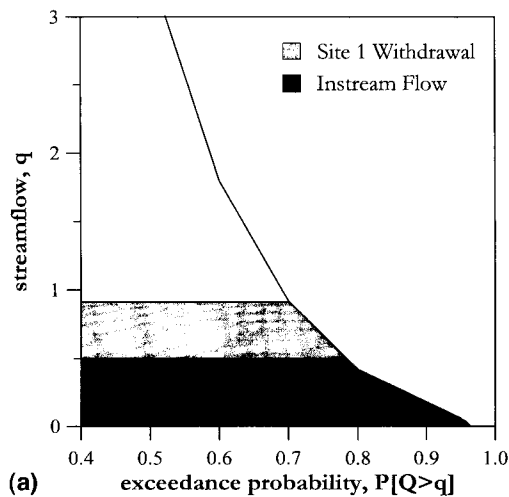 3
Site 1 Withdrawal
Instream Flow
2
streamflow, q
1
0
0.4 0.5 0.6 0.7 0.8 0.9 1.0
(a) exceedance probability, P[Q>q]